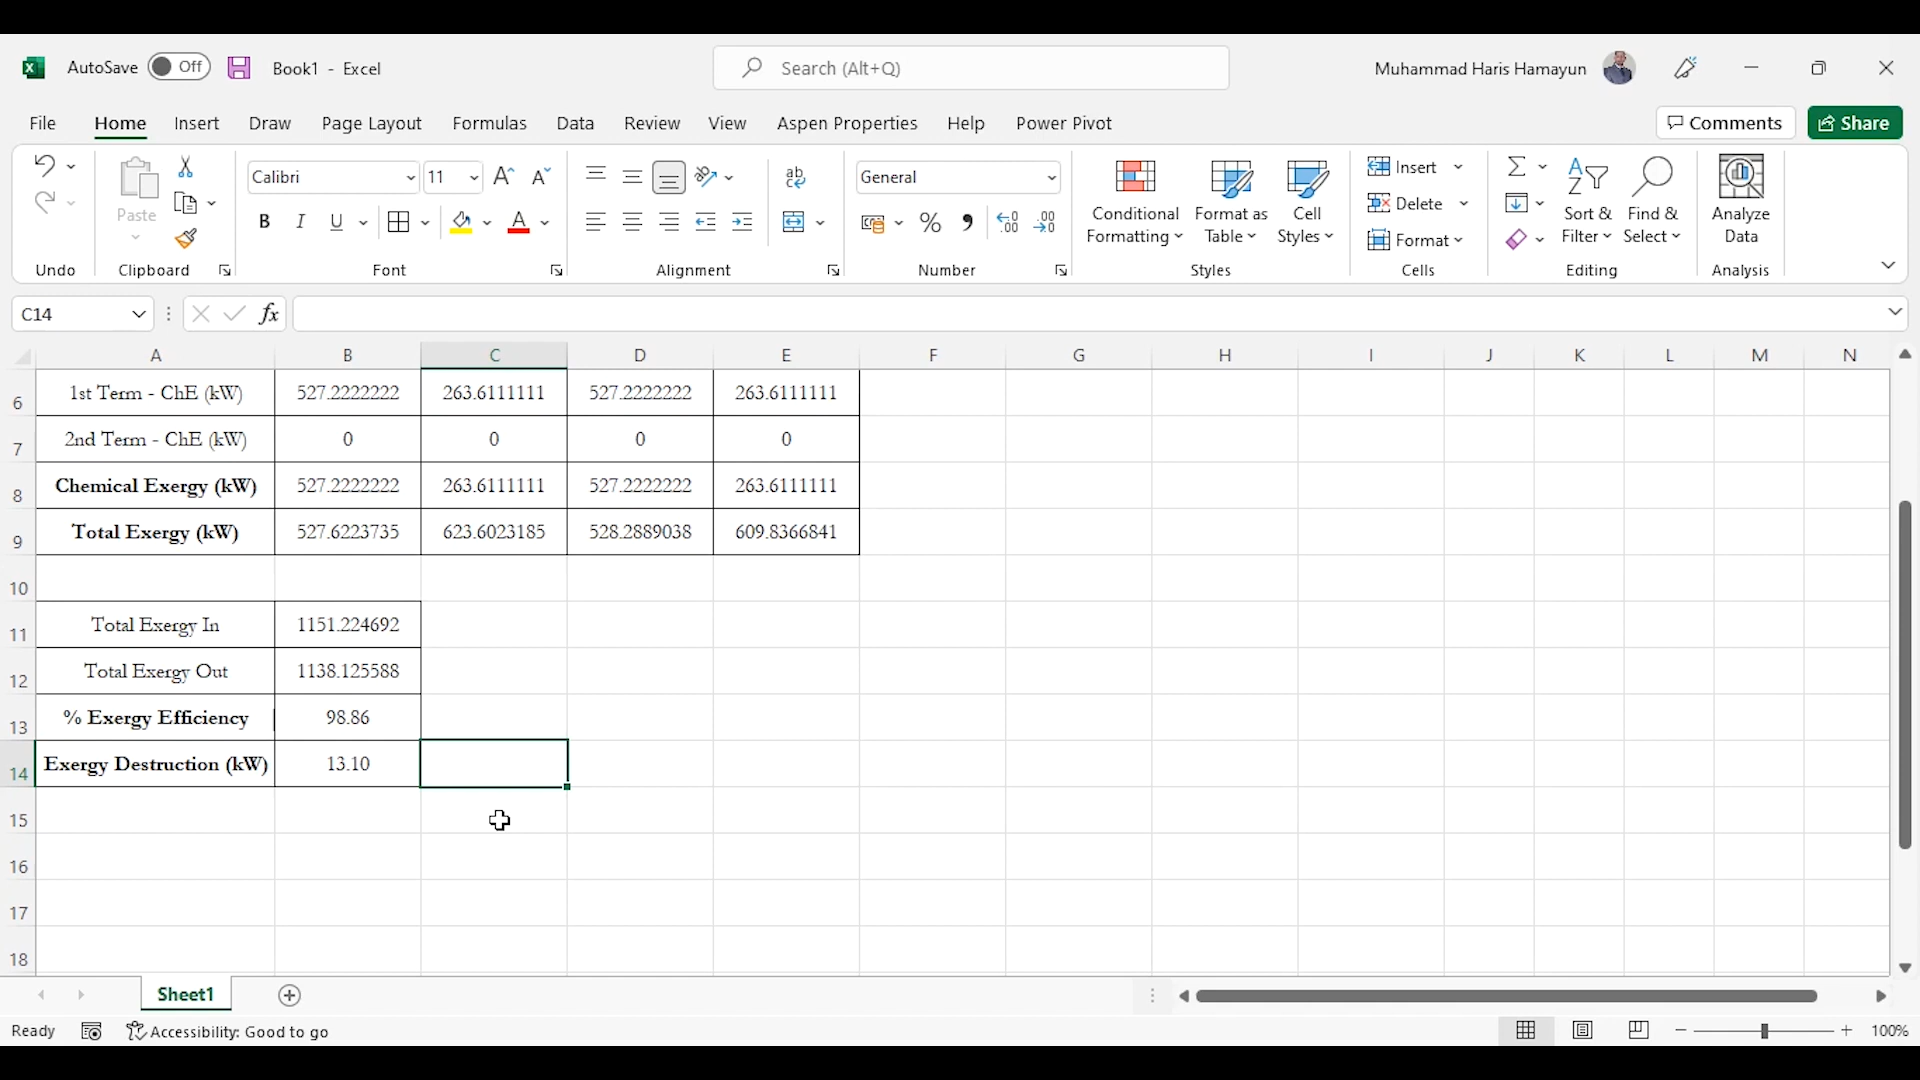 AutoSave Off Book1 - Excel Search (Alt+Q) Muhammad Haris Hamayun
File Home Insert Draw Page Layout Formulas Data Review View Aspen Properties Help Power Pivot Comments Share
Paste Calibri 11 ab c General Conditional Formatting Format as Table Cell Styles Insert Delete Format Sort & Filter Find & Select Analyze Data
B I U A % , .00 .0
Undo Clipboard Font Alignment Number Styles Cells Editing Analysis
C14 fx
A B C D E F G H I J K L M N
6 1st Term - ChE (kW) 527.2222222 263.6111111 527.2222222 263.6111111
7 2nd Term - ChE (kW) 0 0 0 0
8 Chemical Exergy (kW) 527.2222222 263.6111111 527.2222222 263.6111111
9 Total Exergy (kW) 527.6223735 623.6023185 528.2889038 609.8366841
10
11 Total Exergy In 1151.224692
12 Total Exergy Out 1138.125588
13 % Exergy Efficiency 98.86
14 Exergy Destruction (kW) 13.10
15
16
17
18
Sheet1
Ready Accessibility: Good to go 100%